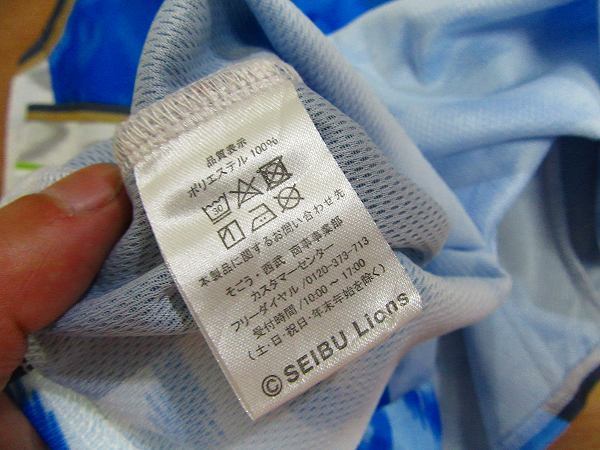 品質表示
ポリエステル 100%
30
本製品に関するお問い合わせ先
そごう・西武 商事事業部
カスタマーセンター
フリーダイヤル/0120-373-713
受付時間/10:00～17:00
(土・日・祝日・年末年始を除く)
©SEIBU Lions